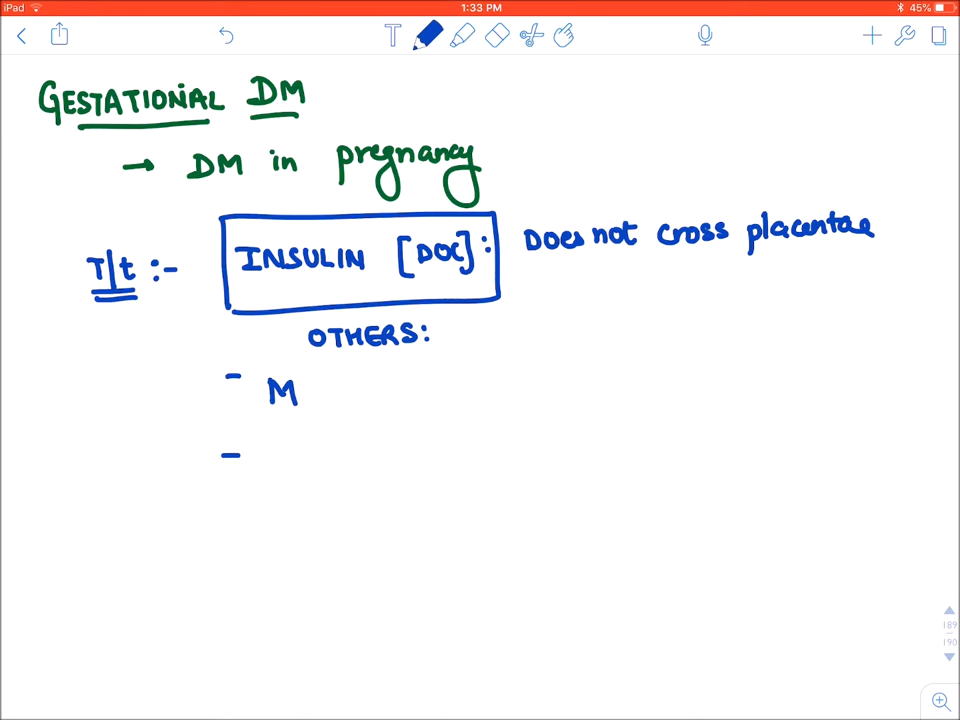 iPad 1:33 PM 45%
T
GESTATIONAL DM
→ DM in pregnancy
T/t :- INSULIN [DOC]: Does not cross placentae
OTHERS:
- M
-
189
190